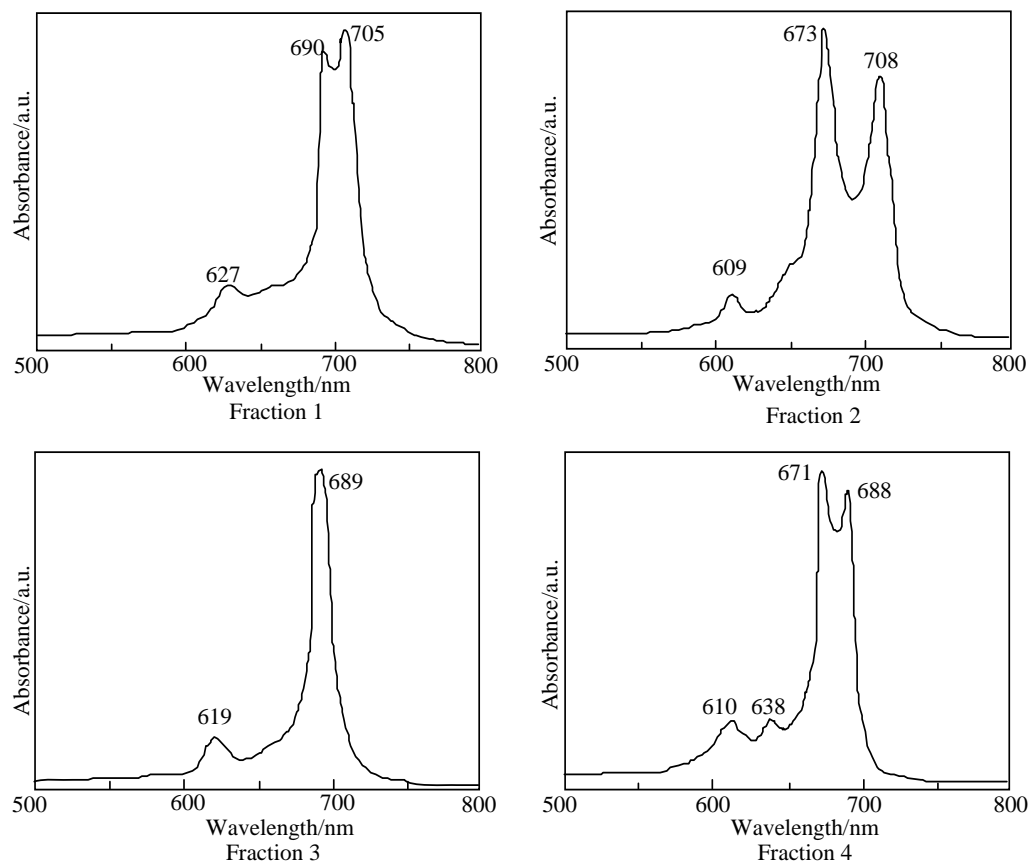 690 705
627
Absorbance/a.u.
500 600 700 800
Wavelength/nm
Fraction 1
673
708
609
Absorbance/a.u.
500 600 700 800
Wavelength/nm
Fraction 2
689
619
Absorbance/a.u.
500 600 700 800
Wavelength/nm
Fraction 3
671
688
610 638
Absorbance/a.u.
500 600 700 800
Wavelength/nm
Fraction 4